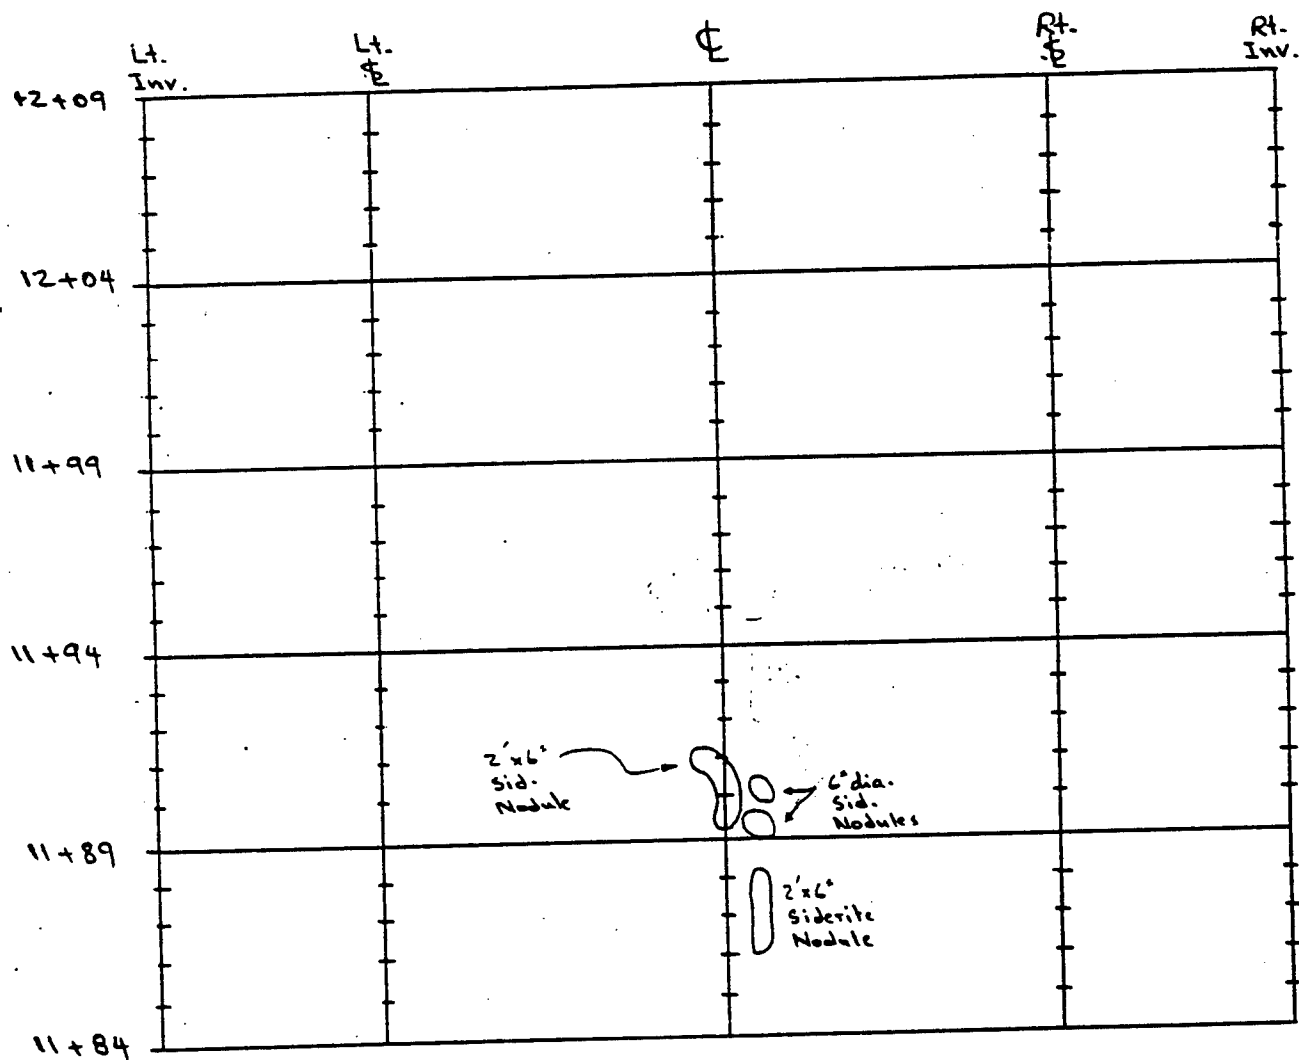 Lt.
Inv.
Lt.
℄
℄
Rt.
℄
Rt.
Inv.
12+09
12+04
11+99
11+94
2'x6"
Sid.
Nodule
6" dia.
Sid.
Nodules
11+89
2'x6"
Siderite
Nodule
11+84